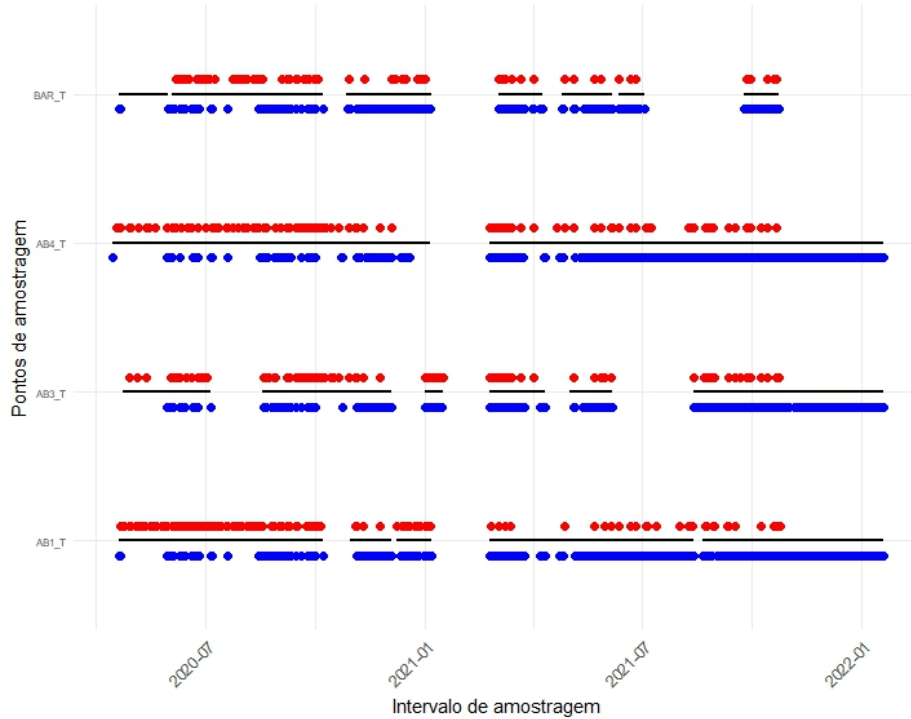 Pontos de amostragem
BAR_T
AB4_T
AB3_T
AB1_T
2020-07
2021-01
2021-07
2022-01
Intervalo de amostragem